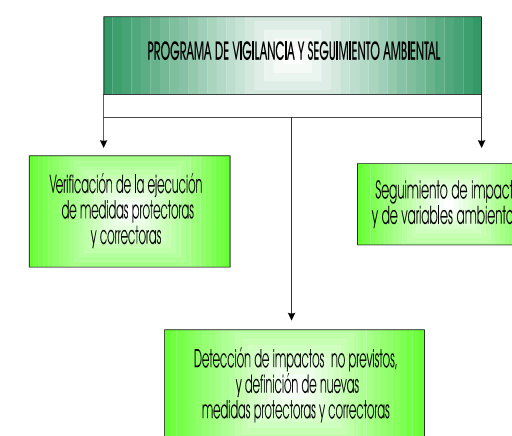 PROGRAMA DE VIGILANCIA Y SEGUIMIENTO AMBIENTAL
Verificación de la ejecución
de medidas protectoras
y correctoras
Seguimiento de impact
y de variables ambient
Detección de impactos no previstos,
y definición de nuevas
medidas protectoras y correctoras